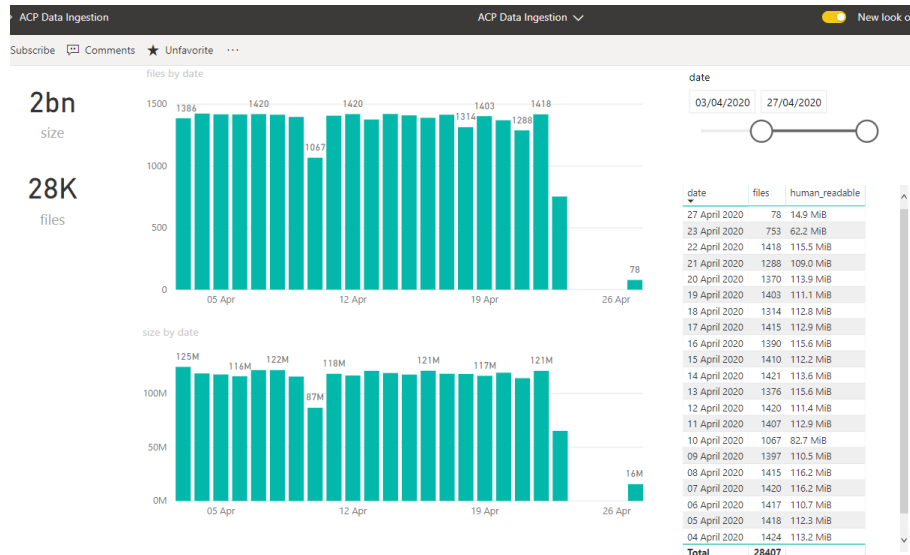 ACP Data Ingestion
ACP Data Ingestion
New look o
Subscribe Comments Unfavorite ...
2bn
size
28K
files
files by date
1500
1000
500
0
1386 1420 1067 1420 1314 1403 1288 1418 78
05 Apr 12 Apr 19 Apr 26 Apr
size by date
100M
50M
0M
125M 116M 122M 87M 118M 121M 117M 121M 16M
05 Apr 12 Apr 19 Apr 26 Apr
date
03/04/2020 27/04/2020
date files human_readable
27 April 2020 78 14.9 MiB
23 April 2020 753 62.2 MiB
22 April 2020 1418 115.5 MiB
21 April 2020 1288 109.0 MiB
20 April 2020 1370 113.9 MiB
19 April 2020 1403 111.1 MiB
18 April 2020 1314 112.8 MiB
17 April 2020 1415 112.9 MiB
16 April 2020 1390 115.6 MiB
15 April 2020 1410 112.2 MiB
14 April 2020 1421 113.6 MiB
13 April 2020 1376 115.6 MiB
12 April 2020 1420 111.4 MiB
11 April 2020 1407 112.9 MiB
10 April 2020 1067 82.7 MiB
09 April 2020 1397 110.5 MiB
08 April 2020 1415 116.2 MiB
07 April 2020 1420 116.2 MiB
06 April 2020 1417 110.7 MiB
05 April 2020 1418 112.3 MiB
04 April 2020 1424 113.2 MiB
Total 28407